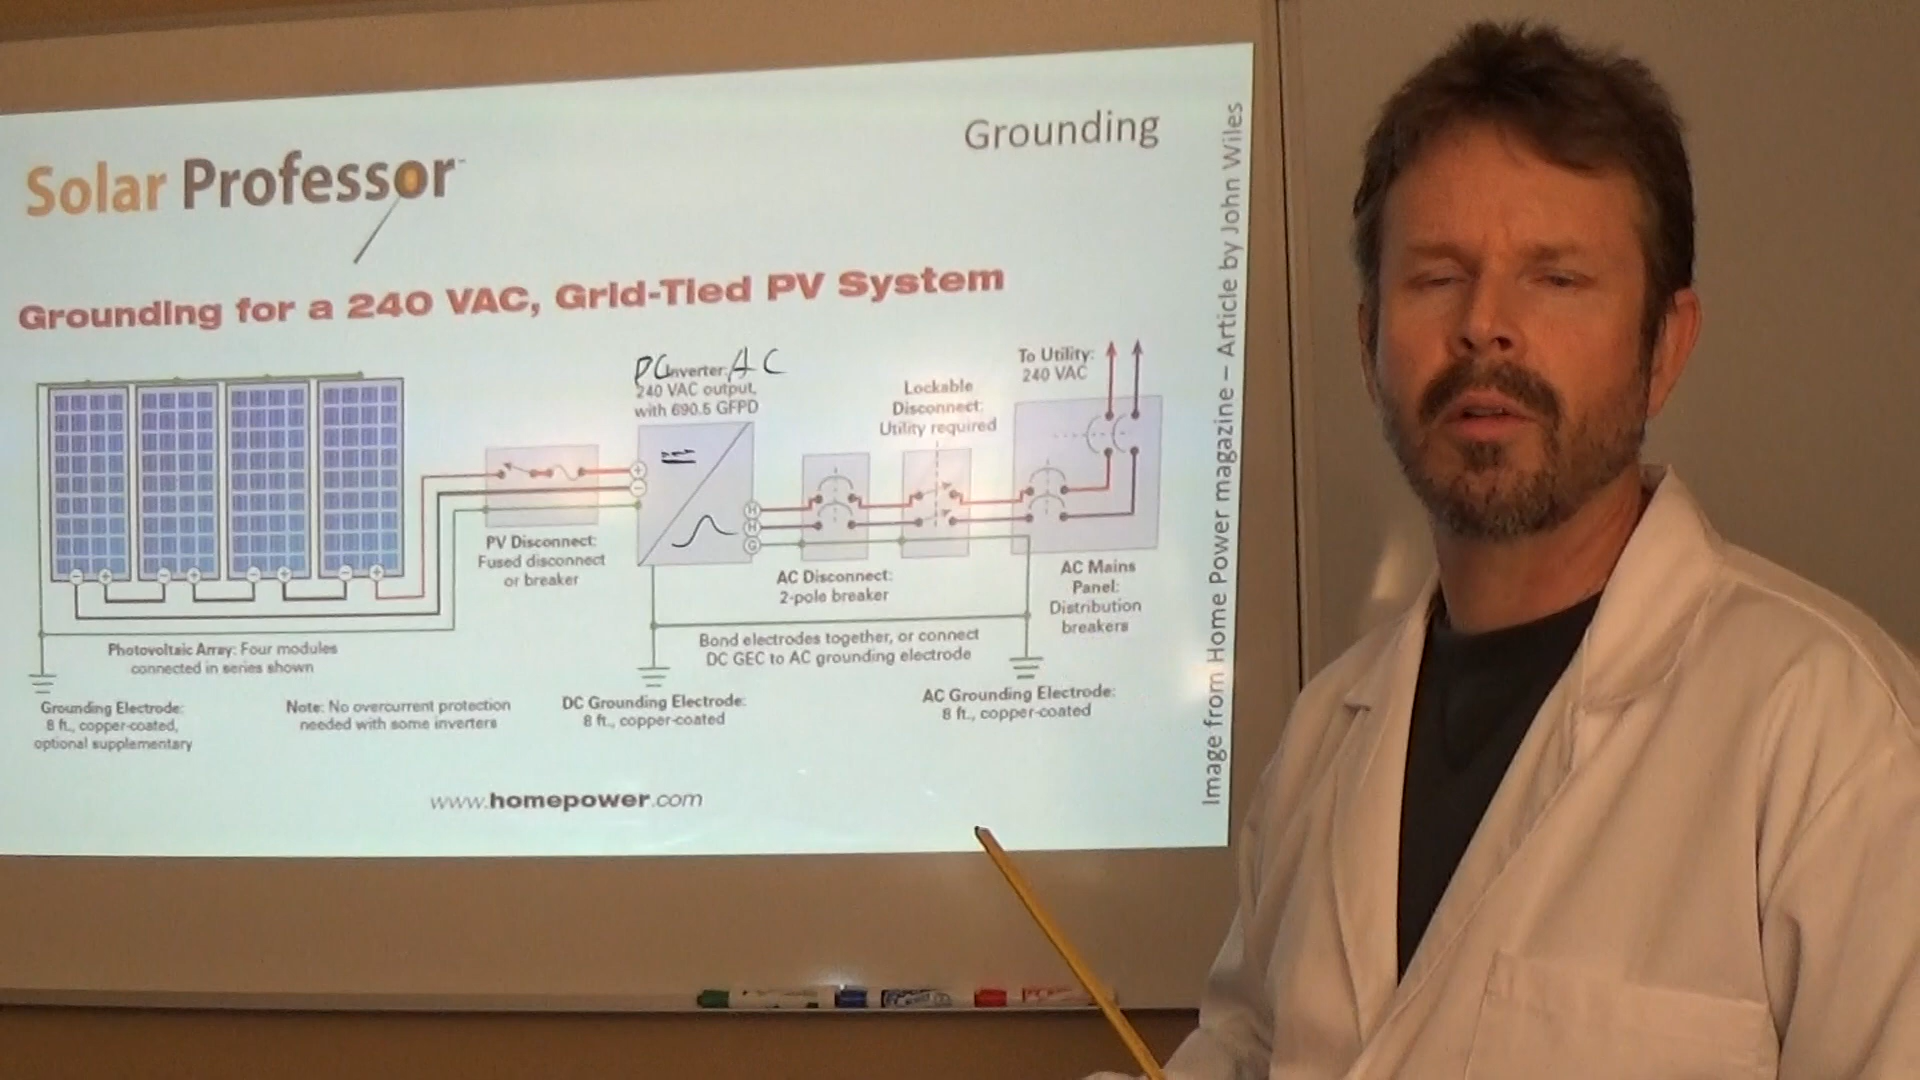 Grounding
Solar Professor™
Grounding for a 240 VAC, Grid-Tied PV System
DC Inverter: AC
240 VAC output,
with 690.5 GFPD
To Utility:
240 VAC
Lockable
Disconnect:
Utility required
+
−
H
H
G
− + − + − + − +
PV Disconnect:
Fused disconnect
or breaker
AC Disconnect:
2-pole breaker
AC Mains
Panel:
Distribution
breakers
Photovoltaic Array: Four modules
connected in series shown
Bond electrodes together, or connect
DC GEC to AC grounding electrode
Grounding Electrode:
8 ft., copper-coated,
optional supplementary
Note: No overcurrent protection
needed with some inverters
DC Grounding Electrode:
8 ft., copper-coated
AC Grounding Electrode:
8 ft., copper-coated
www.homepower.com
Image from Home Power magazine – Article by John Wiles